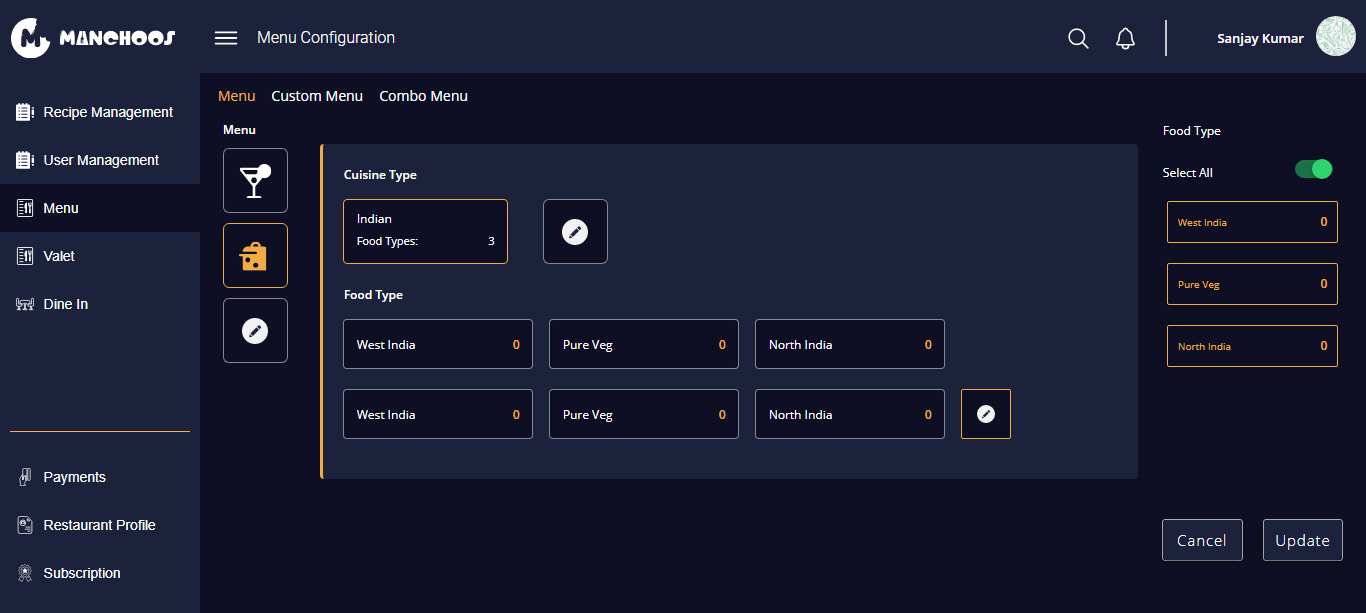 MANCHOOS
Menu Configuration
Sanjay Kumar
Recipe Management
User Management
Menu
Valet
Dine In
Payments
Restaurant Profile
Subscription
Menu Custom Menu Combo Menu
Menu
Cuisine Type
Indian
Food Types: 3
Food Type
West India 0 Pure Veg 0 North India 0
West India 0 Pure Veg 0 North India 0
Food Type
Select All
West India 0
Pure Veg 0
North India 0
Cancel Update